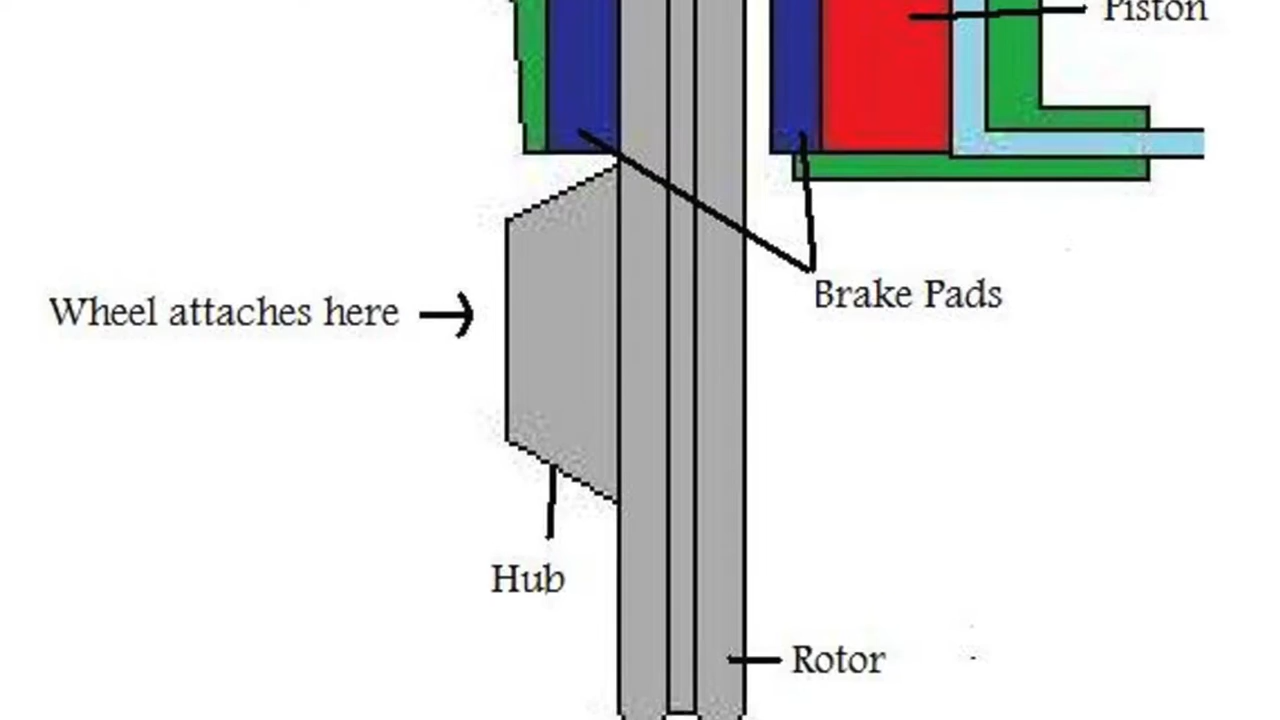 Piston
Brake Pads
Wheel attaches here
Hub
Rotor